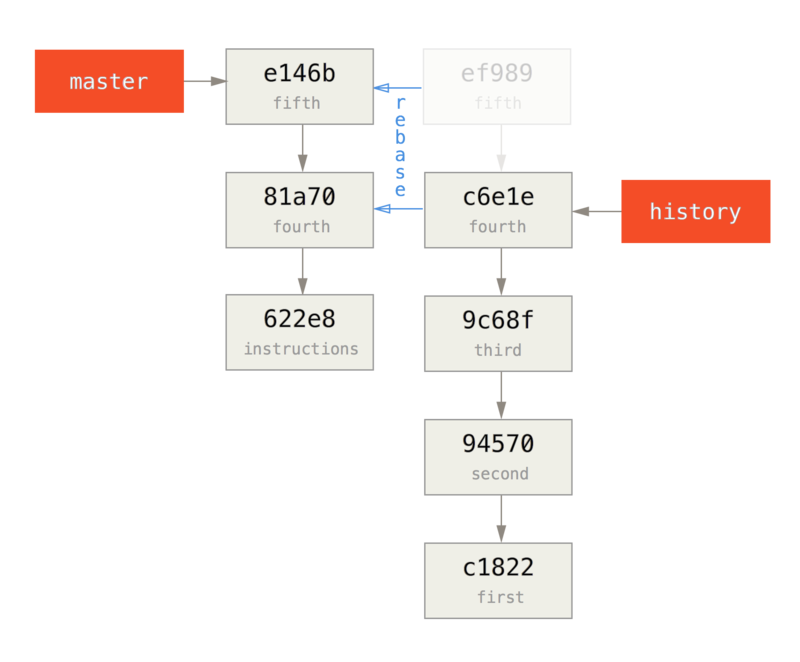 master
e146b
fifth
ef989
fifth
rebase
81a70
fourth
c6e1e
fourth
history
622e8
instructions
9c68f
third
94570
second
c1822
first